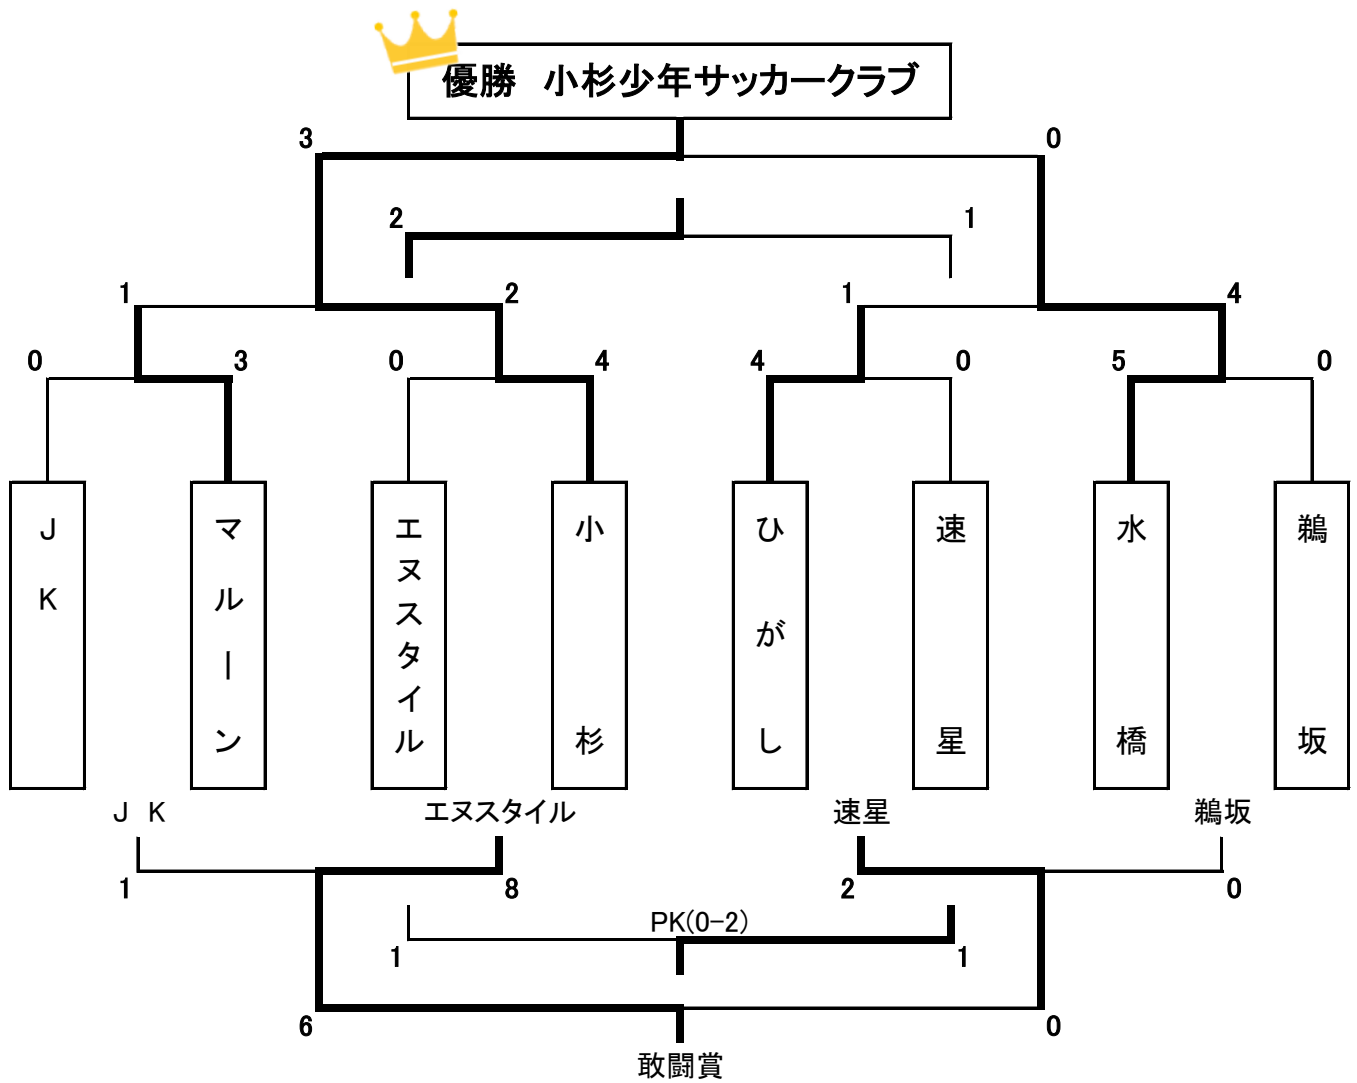 優勝　小杉少年サッカークラブ
3 0
2 1
1 2 1 4
0 3 0 4 4 0 5 0
ＪＫ
マルーン
エヌスタイル
小杉
ひがし
速星
水橋
鵜坂
ＪＫ エヌスタイル 速星 鵜坂
1 8 2 0
PK(0-2)
1 1
6 0
敢闘賞